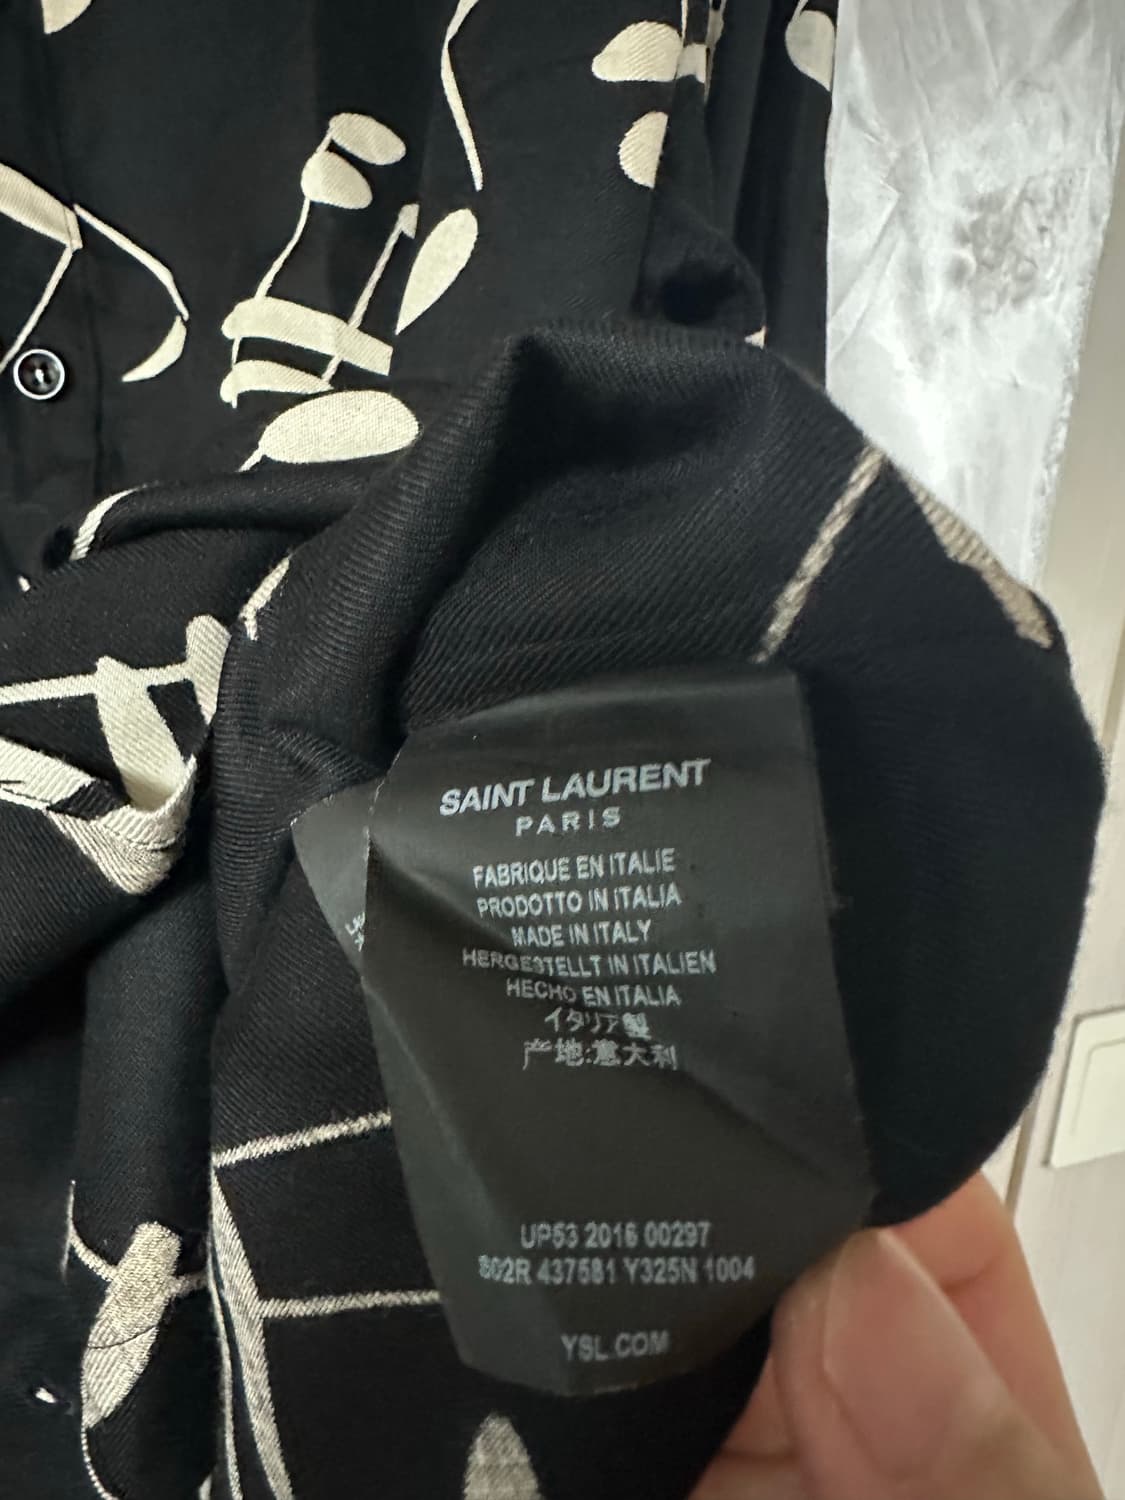 SAINT LAURENT
PARIS
FABRIQUE EN ITALIE
PRODOTTO IN ITALIA
MADE IN ITALY
HERGESTELLT IN ITALIEN
HECHO EN ITALIA
イタリア製
产地:意大利
UP53 2016 00297
S02R 437581 Y325N 1004
YSL.COM